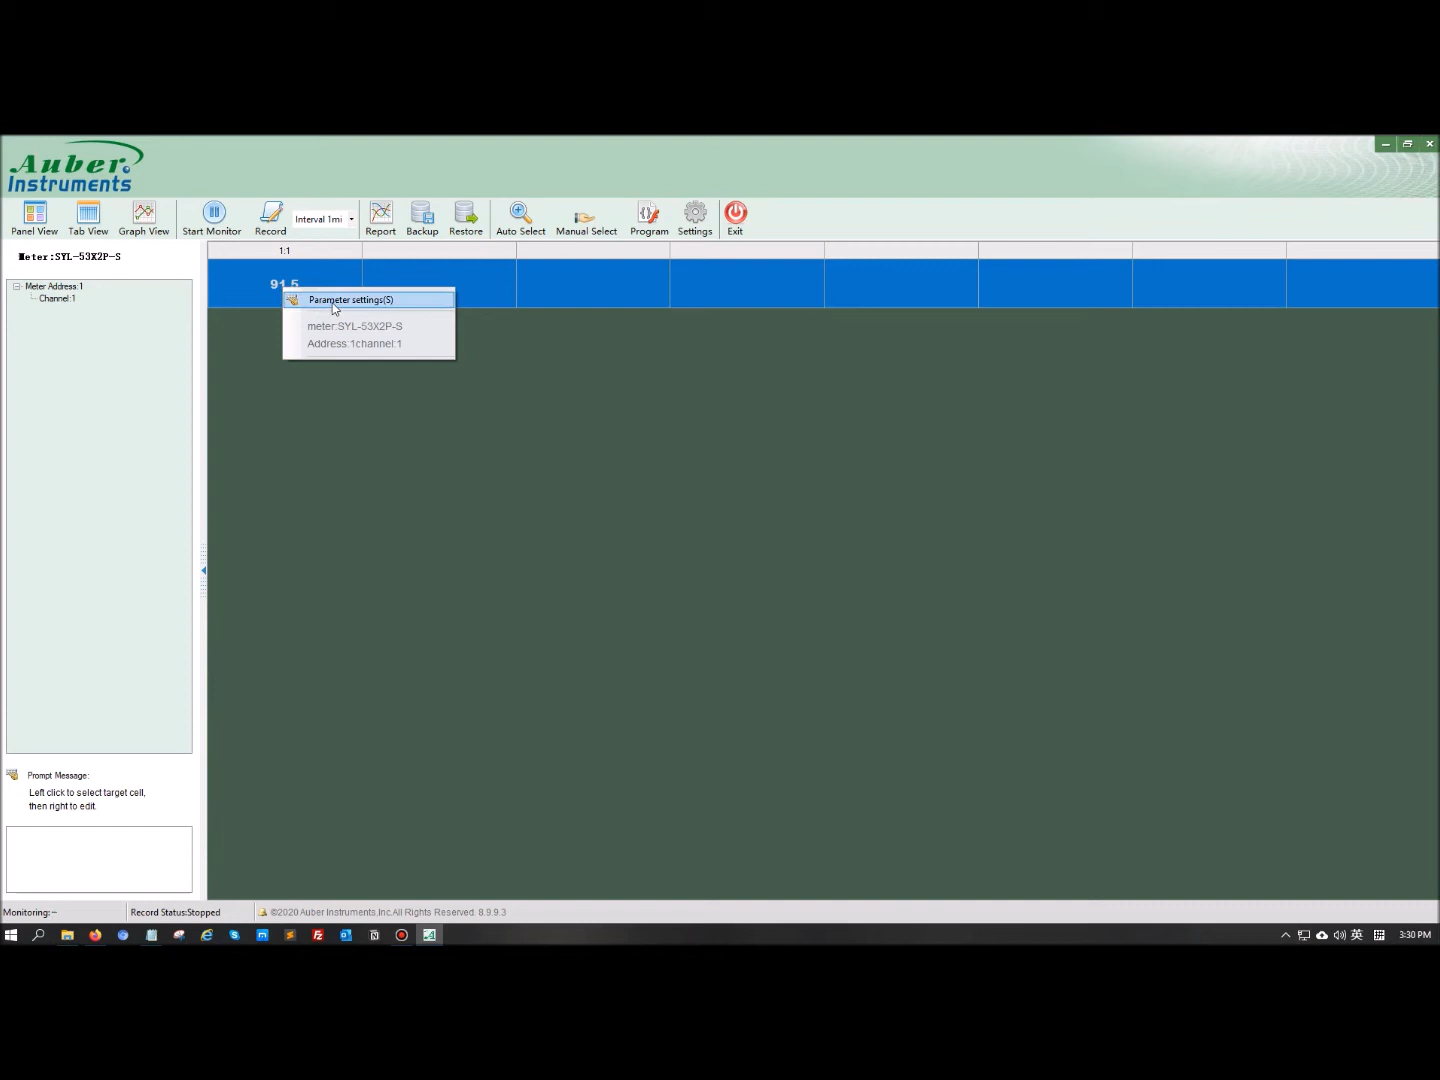 Auber
Instruments
Panel View Tab View Graph View Start Monitor Record Interval 1mi Report Backup Restore Auto Select Manual Select Program Settings Exit
Meter:SYL-53X2P-S
1:1
Meter Address:1
Channel:1
91.5
Parameter settings(S)
meter:SYL-53X2P-S
Address:1channel:1
Prompt Message:
Left click to select target cell,
then right to edit.
Monitoring:-- Record Status:Stopped ©2020 Auber Instruments,Inc.All Rights Reserved. 8.9.9.3
英 3:30 PM